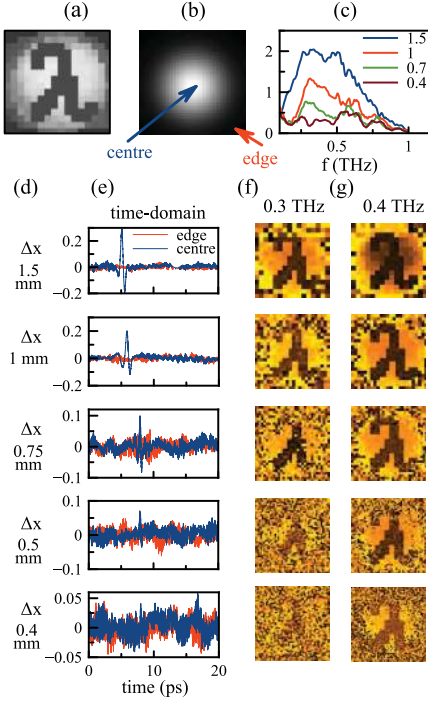 (a)
(b)
(c)
centre
edge
2
1
0
1.5
1
0.7
0.4
0.5
1
f (THz)
(d)
(e)
(f)
(g)
time-domain
0.3 THz
0.4 THz
Δx
1.5
mm
0.2
0
−0.2
edge
centre
Δx
1 mm
0.2
0
−0.2
Δx
0.75
mm
0.1
0
−0.1
Δx
0.5
mm
0.1
0
−0.1
Δx
0.4
mm
0.05
0
−0.05
0
10
20
time (ps)